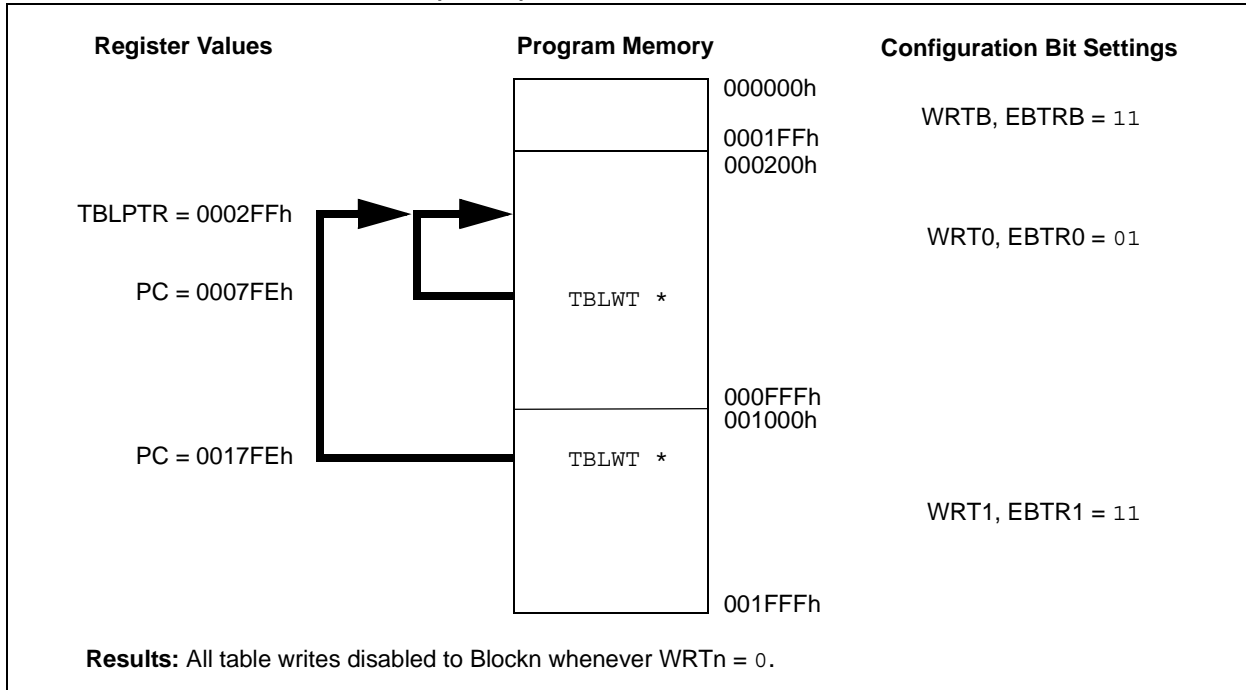 Register Values
Program Memory
Configuration Bit Settings
000000h
WRTB, EBTRB = 11
0001FFh
000200h
TBLPTR = 0002FFh
WRT0, EBTR0 = 01
PC = 0007FEh
TBLWT *
000FFFh
001000h
PC = 0017FEh
TBLWT *
WRT1, EBTR1 = 11
001FFFh
Results: All table writes disabled to Blockn whenever WRTn = 0.